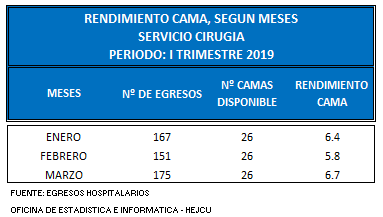 RENDIMIENTO CAMA, SEGUN MESES
SERVICIO CIRUGIA
PERIODO: I TRIMESTRE 2019
MESES Nº DE EGRESOS Nº CAMAS DISPONIBLE RENDIMIENTO CAMA
ENERO 167 26 6.4
FEBRERO 151 26 5.8
MARZO 175 26 6.7
FUENTE: EGRESOS HOSPITALARIOS
OFICINA DE ESTADISTICA E INFORMATICA - HEJCU